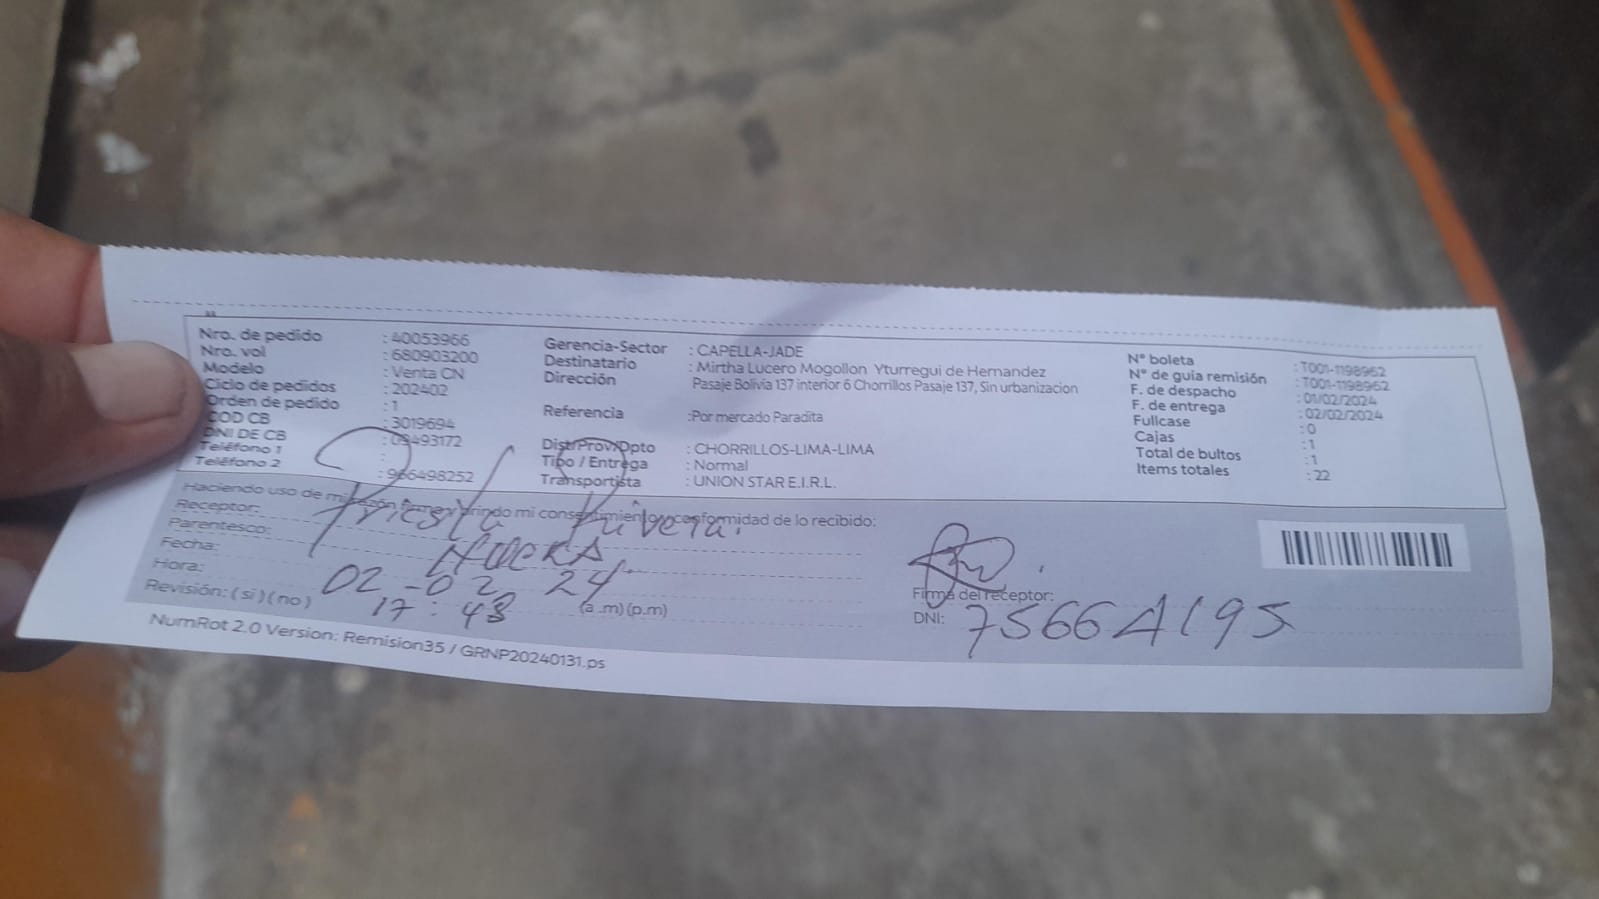 Nro. de pedido : 40053966
Nro. vol : 680903200
Modelo : Venta CN
Ciclo de pedidos : 202402
Orden de pedido : 1
COD CB : 3019694
DNI DE CB : 09493172
Teléfono 1 :
Teléfono 2 : 966498252
Gerencia-Sector : CAPELLA-JADE
Destinatario : Mirtha Lucero Mogollon Yturregui de Hernandez
Dirección Pasaje Bolivia 137 interior 6 Chorrillos Pasaje 137, Sin urbanizacion
Referencia :Por mercado Paradita
Dist/Prov/Dpto : CHORRILLOS-LIMA-LIMA
Tipo / Entrega : Normal
Transportista : UNION STAR E.I.R.L.
N° boleta : T001-1198962
N° de guia remisión : T001-1198962
F. de despacho : 01/02/2024
F. de entrega : 02/02/2024
Fullcase : 0
Cajas : 1
Total de bultos : 1
Items totales : 22
Haciendo uso de mi razón firmo y brindo mi consentimiento y conformidad de lo recibido:
Receptor: Rivera.
Parentesco: NUERA
Fecha: 02-02 24
Hora: 17:48 (a .m) (p.m)
Revisión: ( si ) ( no )
Firma del receptor:
DNI: 75664195
NumRot 2.0 Version: Remision35 / GRNP20240131.ps